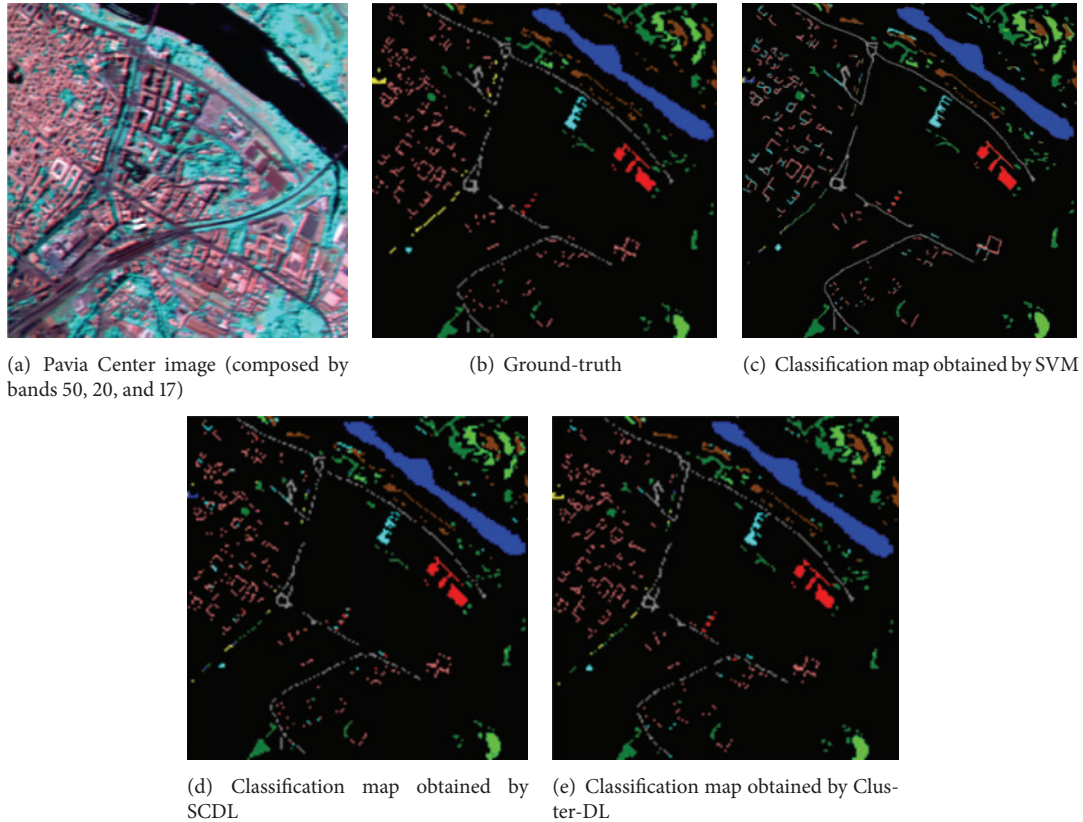 (a) Pavia Center image (composed by
bands 50, 20, and 17)
(b) Ground-truth
(c) Classification map obtained by SVM
(d) Classification map obtained by
SCDL
(e) Classification map obtained by Clus-
ter-DL